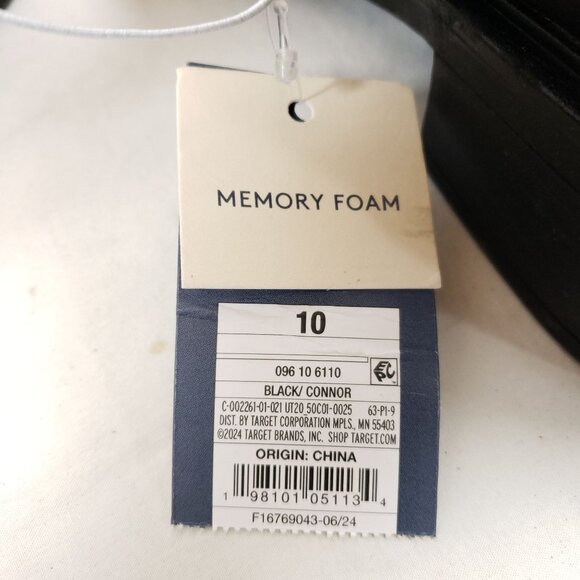 MEMORY FOAM
10
096 10 6110
EPC
BLACK/ CONNOR
C-002261-01-021 UT20_50C01-0025 63-P1-9
DIST. BY TARGET CORPORATION MPLS., MN 55403
©2024 TARGET BRANDS, INC. SHOP TARGET.COM
ORIGIN: CHINA
1 98101 05113 4
F16769043-06/24